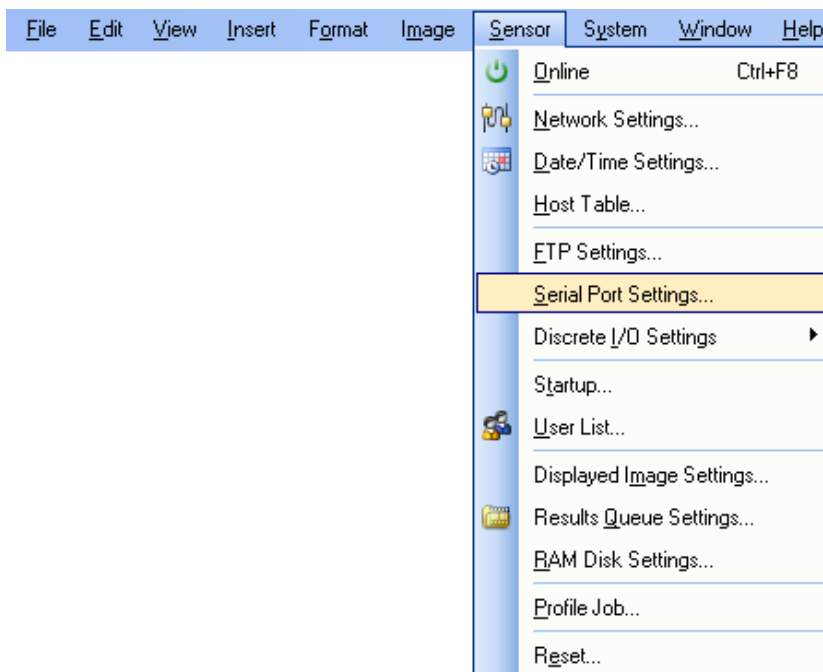 File Edit View Insert Format Image Sensor System Window Help
Online Ctrl+F8
Network Settings...
Date/Time Settings...
Host Table...
FTP Settings...
Serial Port Settings...
Discrete I/O Settings
Startup...
User List...
Displayed Image Settings...
Results Queue Settings...
RAM Disk Settings...
Profile Job...
Reset...